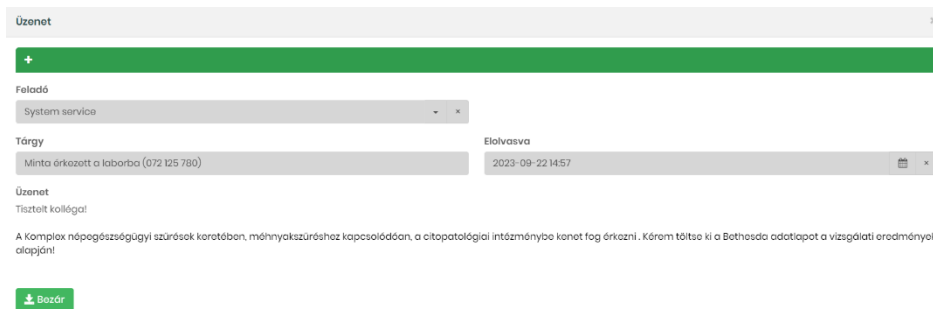 Üzenet
+
Feladó
System service
Tárgy
Elolvasva
Minta érkezett a laborba (072 125 780)
2023-09-22 14:57
Üzenet
Tisztelt kolléga!
A Komplex népegészségügyi szűrések keretében, méhnyakszűréshez kapcsolódóan, a citopatológiai intézménybe kenet fog érkezni . Kérem töltse ki a Bethesda adatlapot a vizsgálati eredmények
alapján!
Bezár